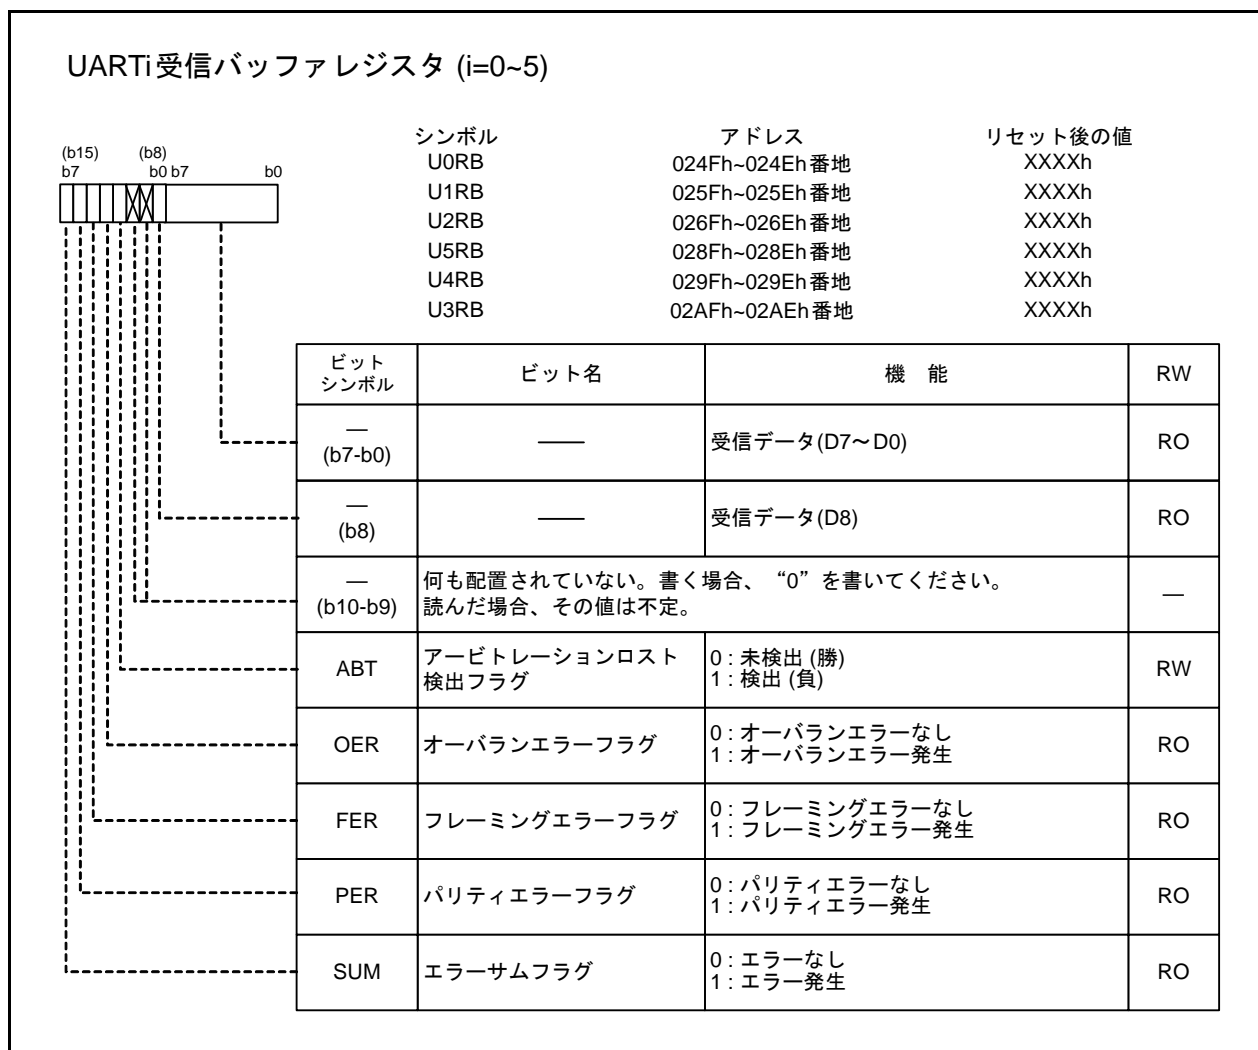 UARTi受信バッファレジスタ (i=0~5)
シンボル アドレス リセット後の値
U0RB 024Fh~024Eh番地 XXXXh
U1RB 025Fh~025Eh番地 XXXXh
U2RB 026Fh~026Eh番地 XXXXh
U5RB 028Fh~028Eh番地 XXXXh
U4RB 029Fh~029Eh番地 XXXXh
U3RB 02AFh~02AEh番地 XXXXh
(b15) (b8)
b7 b0 b7 b0
ビット
シンボル ビット名 機 能 RW
—
(b7-b0) —— 受信データ(D7〜D0) RO
—
(b8) —— 受信データ(D8) RO
—
(b10-b9) 何も配置されていない。書く場合、“0”を書いてください。
読んだ場合、その値は不定。 —
ABT アービトレーションロスト
検出フラグ 0 : 未検出 (勝)
1 : 検出 (負) RW
OER オーバランエラーフラグ 0 : オーバランエラーなし
1 : オーバランエラー発生 RO
FER フレーミングエラーフラグ 0 : フレーミングエラーなし
1 : フレーミングエラー発生 RO
PER パリティエラーフラグ 0 : パリティエラーなし
1 : パリティエラー発生 RO
SUM エラーサムフラグ 0 : エラーなし
1 : エラー発生 RO